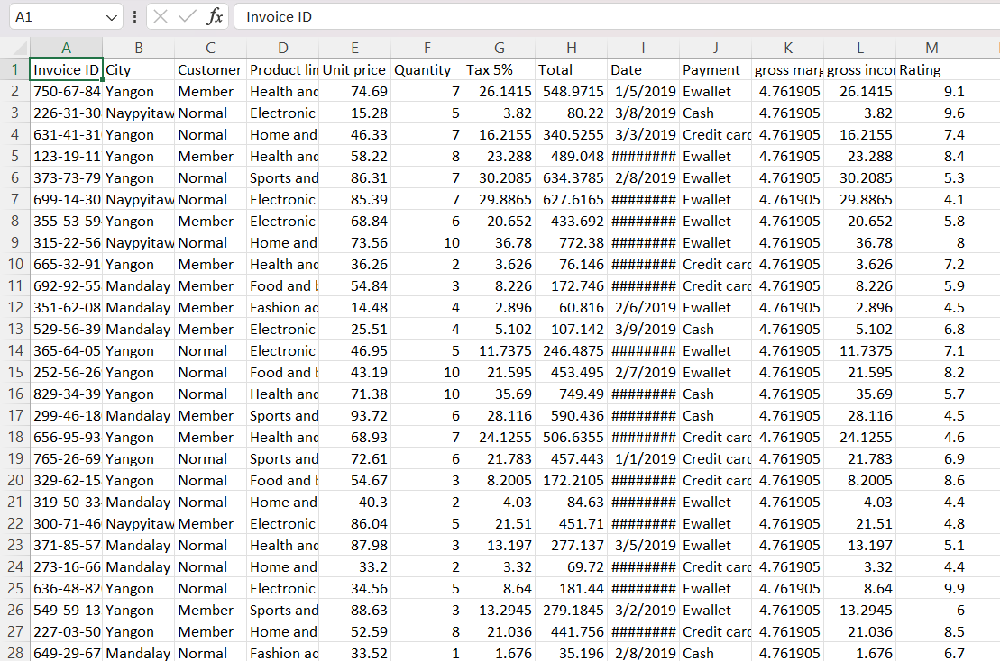 A1 fx Invoice ID
A B C D E F G H I J K L M
1 Invoice ID City Customer Product lin Unit price Quantity Tax 5% Total Date Payment gross marg gross incor Rating
2 750-67-84 Yangon Member Health and 74.69 7 26.1415 548.9715 1/5/2019 Ewallet 4.761905 26.1415 9.1
3 226-31-30 Naypyitaw Normal Electronic 15.28 5 3.82 80.22 3/8/2019 Cash 4.761905 3.82 9.6
4 631-41-31 Yangon Normal Home and 46.33 7 16.2155 340.5255 3/3/2019 Credit card 4.761905 16.2155 7.4
5 123-19-11 Yangon Member Health and 58.22 8 23.288 489.048 ######## Ewallet 4.761905 23.288 8.4
6 373-73-79 Yangon Normal Sports and 86.31 7 30.2085 634.3785 2/8/2019 Ewallet 4.761905 30.2085 5.3
7 699-14-30 Naypyitaw Normal Electronic 85.39 7 29.8865 627.6165 ######## Ewallet 4.761905 29.8865 4.1
8 355-53-59 Yangon Member Electronic 68.84 6 20.652 433.692 ######## Ewallet 4.761905 20.652 5.8
9 315-22-56 Naypyitaw Normal Home and 73.56 10 36.78 772.38 ######## Ewallet 4.761905 36.78 8
10 665-32-91 Yangon Member Health and 36.26 2 3.626 76.146 ######## Credit card 4.761905 3.626 7.2
11 692-92-55 Mandalay Member Food and b 54.84 3 8.226 172.746 ######## Credit card 4.761905 8.226 5.9
12 351-62-08 Mandalay Member Fashion ac 14.48 4 2.896 60.816 2/6/2019 Ewallet 4.761905 2.896 4.5
13 529-56-39 Mandalay Member Electronic 25.51 4 5.102 107.142 3/9/2019 Cash 4.761905 5.102 6.8
14 365-64-05 Yangon Normal Electronic 46.95 5 11.7375 246.4875 ######## Ewallet 4.761905 11.7375 7.1
15 252-56-26 Yangon Normal Food and b 43.19 10 21.595 453.495 2/7/2019 Ewallet 4.761905 21.595 8.2
16 829-34-39 Yangon Normal Health and 71.38 10 35.69 749.49 ######## Cash 4.761905 35.69 5.7
17 299-46-18 Mandalay Member Sports and 93.72 6 28.116 590.436 ######## Cash 4.761905 28.116 4.5
18 656-95-93 Yangon Member Health and 68.93 7 24.1255 506.6355 ######## Credit card 4.761905 24.1255 4.6
19 765-26-69 Yangon Normal Sports and 72.61 6 21.783 457.443 1/1/2019 Credit card 4.761905 21.783 6.9
20 329-62-15 Yangon Normal Food and b 54.67 3 8.2005 172.2105 ######## Credit card 4.761905 8.2005 8.6
21 319-50-33 Mandalay Normal Home and 40.3 2 4.03 84.63 ######## Ewallet 4.761905 4.03 4.4
22 300-71-46 Naypyitaw Member Electronic 86.04 5 21.51 451.71 ######## Ewallet 4.761905 21.51 4.8
23 371-85-57 Mandalay Normal Health and 87.98 3 13.197 277.137 3/5/2019 Ewallet 4.761905 13.197 5.1
24 273-16-66 Mandalay Normal Home and 33.2 2 3.32 69.72 ######## Credit card 4.761905 3.32 4.4
25 636-48-82 Yangon Normal Electronic 34.56 5 8.64 181.44 ######## Ewallet 4.761905 8.64 9.9
26 549-59-13 Yangon Member Sports and 88.63 3 13.2945 279.1845 3/2/2019 Ewallet 4.761905 13.2945 6
27 227-03-50 Yangon Member Home and 52.59 8 21.036 441.756 ######## Credit card 4.761905 21.036 8.5
28 649-29-67 Mandalay Normal Fashion ac 33.52 1 1.676 35.196 2/8/2019 Cash 4.761905 1.676 6.7